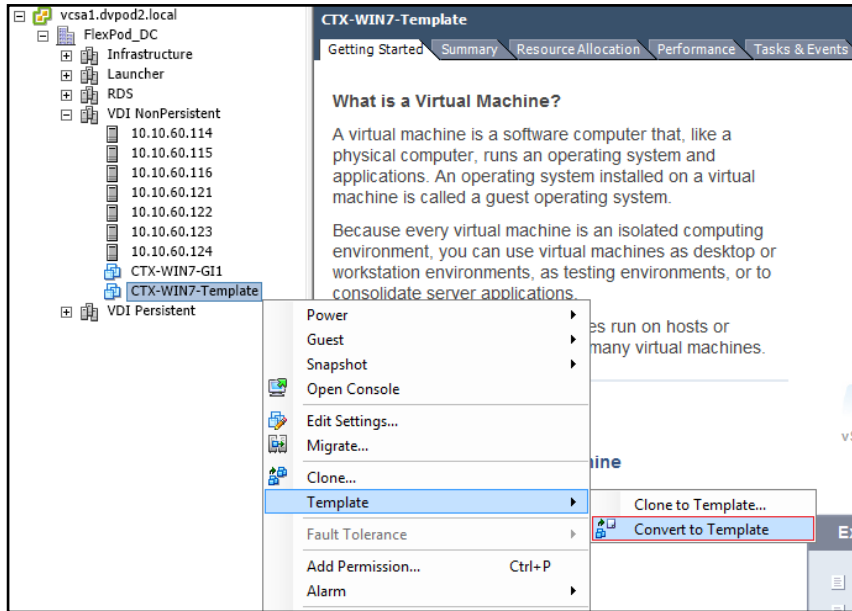 vcsa1.dvpod2.local
FlexPod_DC
Infrastructure
Launcher
RDS
VDI NonPersistent
10.10.60.114
10.10.60.115
10.10.60.116
10.10.60.121
10.10.60.122
10.10.60.123
10.10.60.124
CTX-WIN7-GI1
CTX-WIN7-Template
VDI Persistent
CTX-WIN7-Template
Getting Started Summary Resource Allocation Performance Tasks & Events
What is a Virtual Machine?
A virtual machine is a software computer that, like a
physical computer, runs an operating system and
applications. An operating system installed on a virtual
machine is called a guest operating system.
Because every virtual machine is an isolated computing
environment, you can use virtual machines as desktop or
workstation environments, as testing environments, or to
consolidate server applications.
run on hosts or
many virtual machines.
Power
Guest
Snapshot
Open Console
Edit Settings...
Migrate...
Clone...
Template
Fault Tolerance
Add Permission... Ctrl+P
Alarm
Clone to Template...
Convert to Template